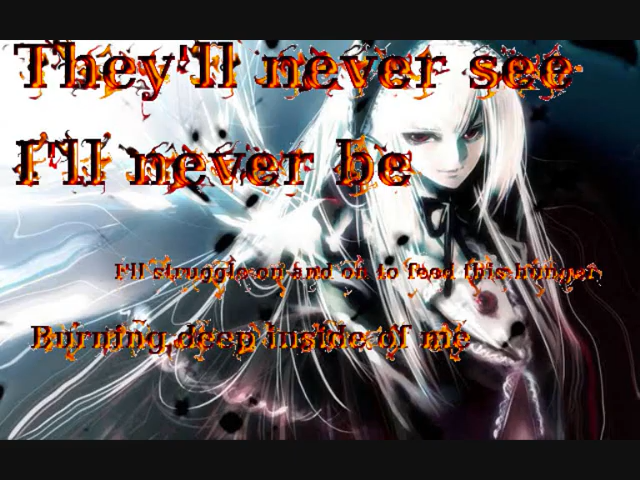 They'll never see
I'll never be
I'll struggle on and on to feed this hunger
Burning deep inside of me